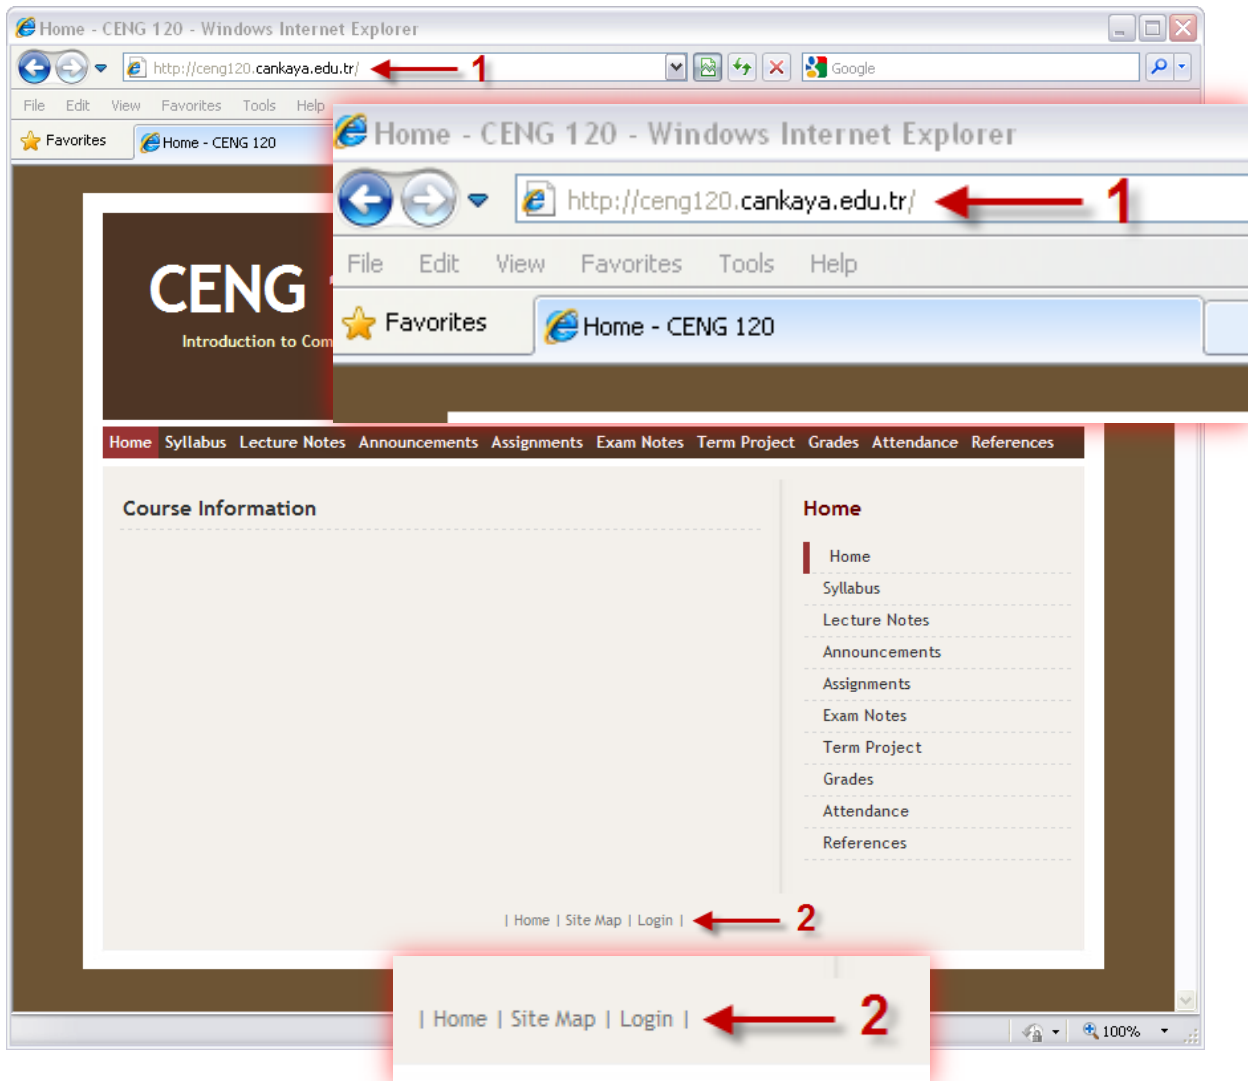 Home - CENG 120 - Windows Internet Explorer
http://ceng120.cankaya.edu.tr/ 1 Google
File Edit View Favorites Tools Help
Favorites Home - CENG 120
Home - CENG 120 - Windows Internet Explorer
http://ceng120.cankaya.edu.tr/ 1
File Edit View Favorites Tools Help
Favorites Home - CENG 120
CENG
Introduction to Com
Home Syllabus Lecture Notes Announcements Assignments Exam Notes Term Project Grades Attendance References
Course Information
Home
Home
Syllabus
Lecture Notes
Announcements
Assignments
Exam Notes
Term Project
Grades
Attendance
References
| Home | Site Map | Login | 2
| Home | Site Map | Login | 2
100%